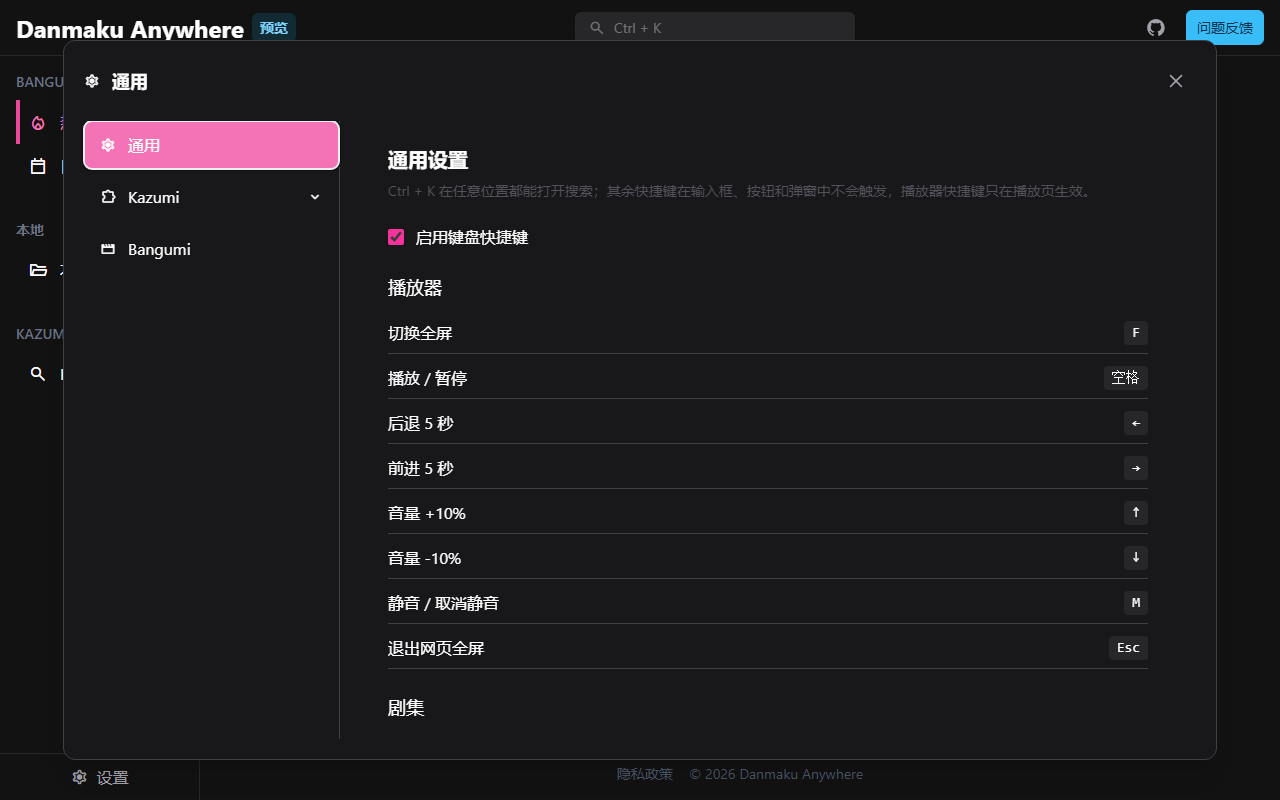 Danmaku Anywhere 预览
Ctrl + K
问题反馈
BANGU
通用
通用
Kazumi
Bangumi
本地
KAZUM
设置
通用设置
Ctrl + K 在任意位置都能打开搜索；其余快捷键在输入框、按钮和弹窗中不会触发，播放器快捷键只在播放页生效。
启用键盘快捷键
播放器
切换全屏 F
播放 / 暂停 空格
后退 5 秒 ←
前进 5 秒 →
音量 +10% ↑
音量 -10% ↓
静音 / 取消静音 M
退出网页全屏 Esc
剧集
隐私政策 © 2026 Danmaku Anywhere